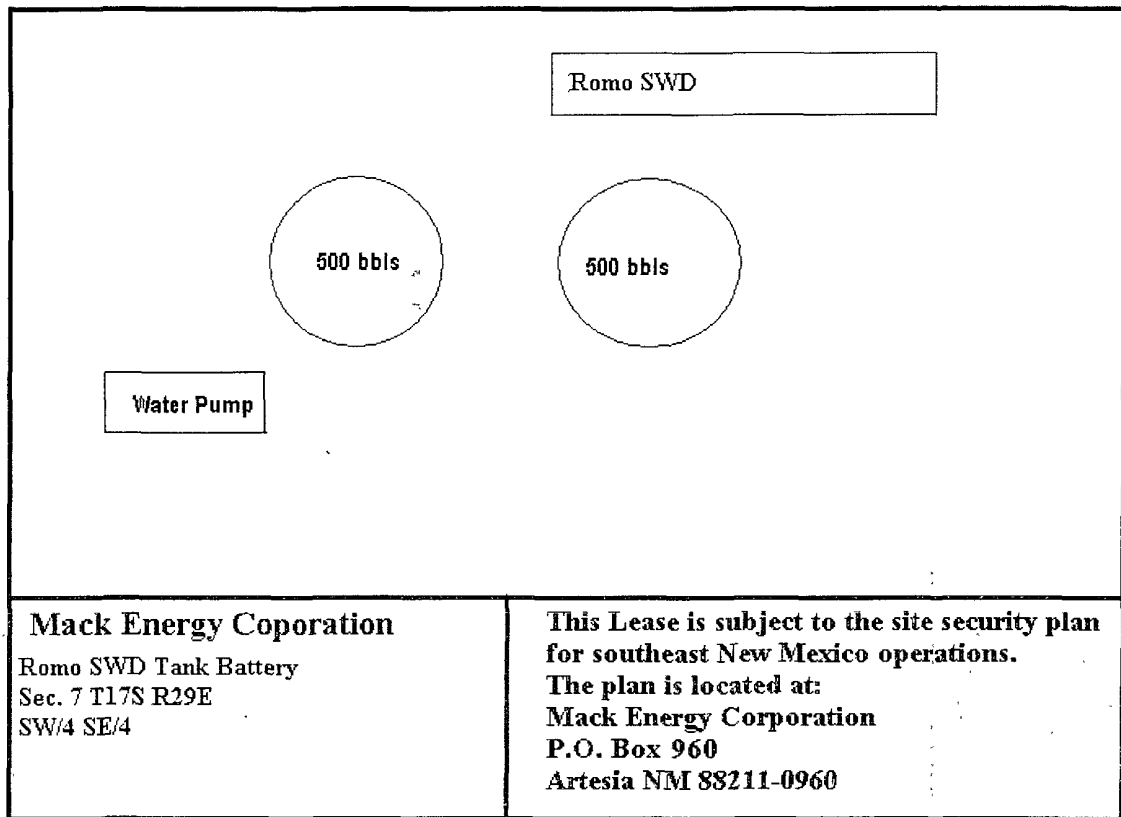 Romo SWD
500 bbls
500 bbls
Water Pump
Mack Energy Coporation
Romo SWD Tank Battery
Sec. 7 T17S R29E
SW/4 SE/4
This Lease is subject to the site security plan
for southeast New Mexico operations.
The plan is located at:
Mack Energy Corporation
P.O. Box 960
Artesia NM 88211-0960